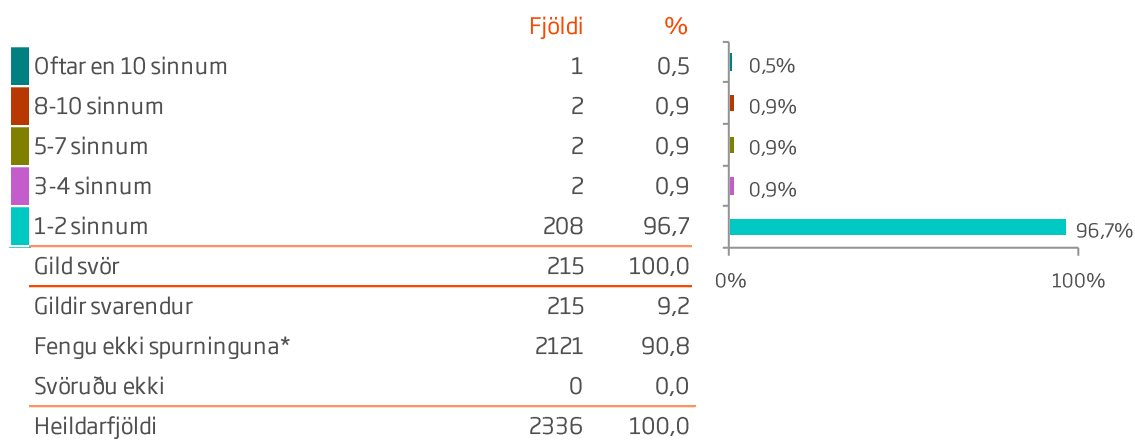 Fjöldi %
Oftar en 10 sinnum 1 0,5 0,5%
8-10 sinnum 2 0,9 0,9%
5-7 sinnum 2 0,9 0,9%
3-4 sinnum 2 0,9 0,9%
1-2 sinnum 208 96,7 96,7%
Gild svör 215 100,0 0% 100%
Gildir svarendur 215 9,2
Fengu ekki spurninguna* 2121 90,8
Svöruðu ekki 0 0,0
Heildarfjöldi 2336 100,0